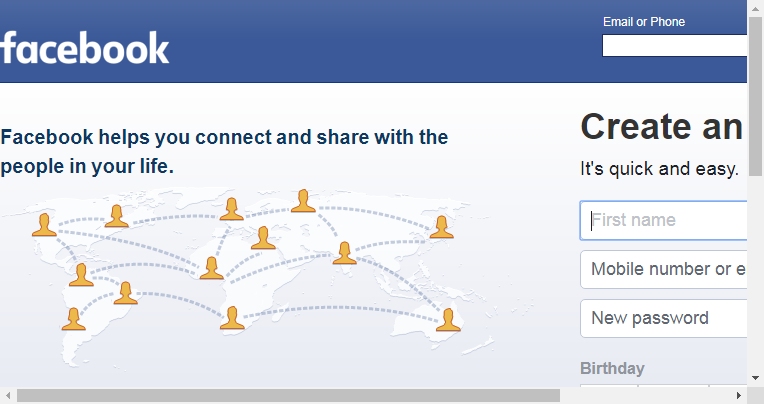 facebook
Email or Phone
Facebook helps you connect and share with the
people in your life.
Create an
It's quick and easy.
First name
Mobile number or e
New password
Birthday